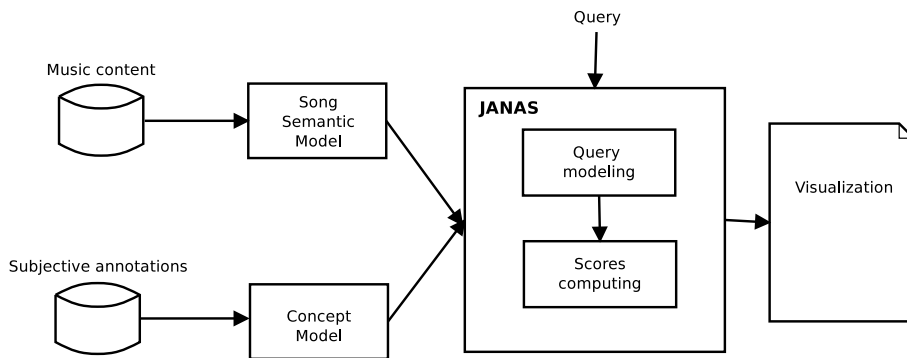 Query
Music content
Song
Semantic
Model
JANAS
Query
modeling
Visualization
Subjective annotations
Scores
computing
Concept
Model